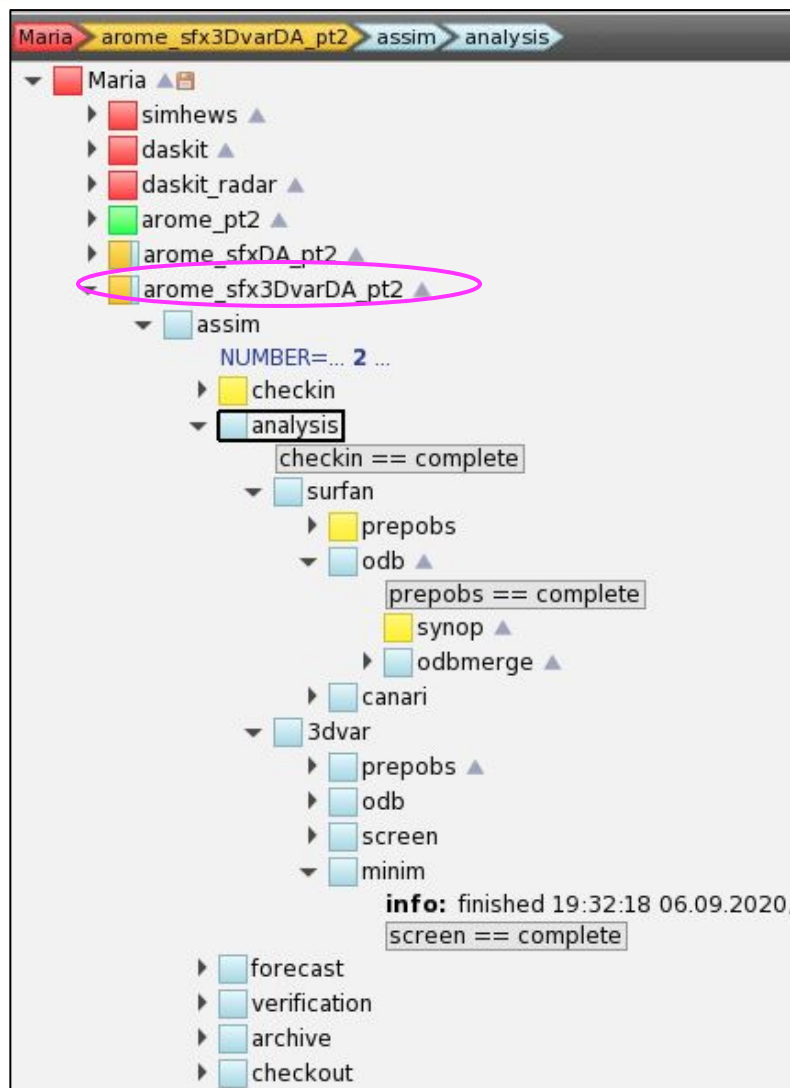 Maria arome_sfx3DvarDA_pt2 assim analysis
Maria
simhews
daskit
daskit_radar
arome_pt2
arome_sfxDA_pt2
arome_sfx3DvarDA_pt2
assim
NUMBER=... 2 ...
checkin
analysis
checkin == complete
surfan
prepobs
odb
prepobs == complete
synop
odbmerge
canari
3dvar
prepobs
odb
screen
minim
info: finished 19:32:18 06.09.2020,
screen == complete
forecast
verification
archive
checkout